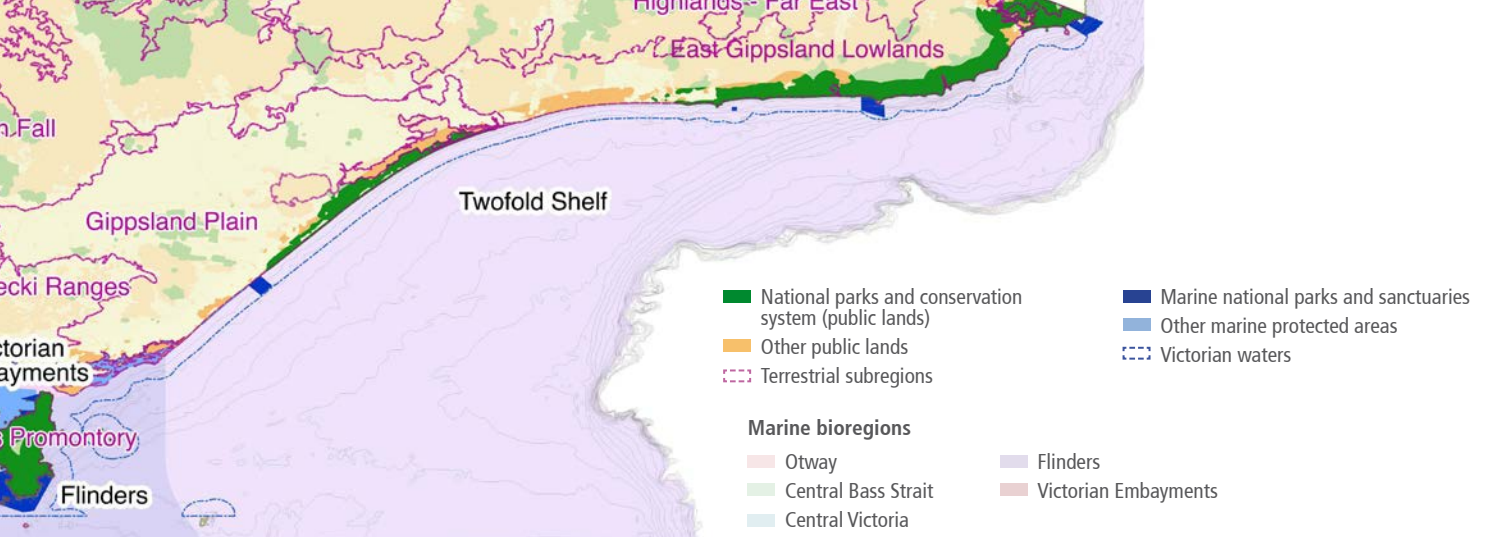 Highlands - Far East
East Gippsland Lowlands
Fall
Twofold Shelf
Gippsland Plain
Ranges
Promontory
Flinders
National parks and conservation
system (public lands)
Other public lands
Terrestrial subregions
Marine national parks and sanctuaries
Other marine protected areas
Victorian waters
Marine bioregions
Otway
Central Bass Strait
Central Victoria
Flinders
Victorian Embayments